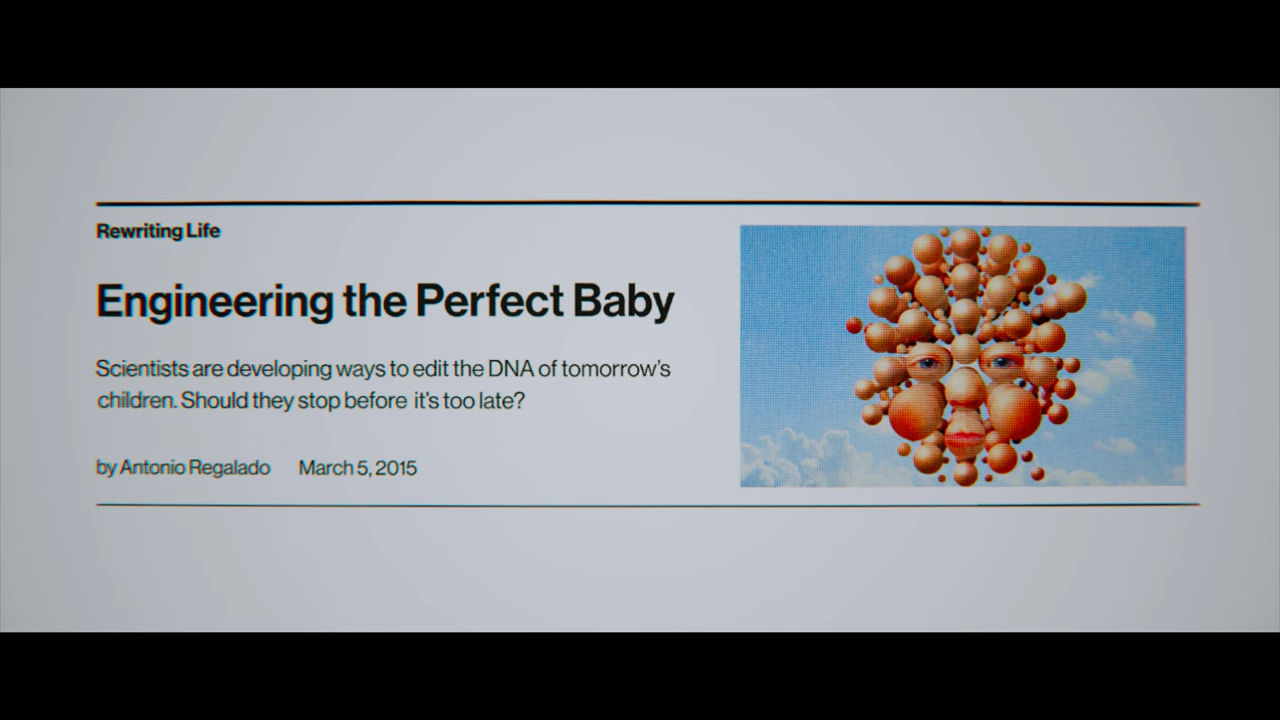 Rewriting Life
Engineering the Perfect Baby
Scientists are developing ways to edit the DNA of tomorrow's
children. Should they stop before it's too late?
by Antonio Regalado March 5, 2015